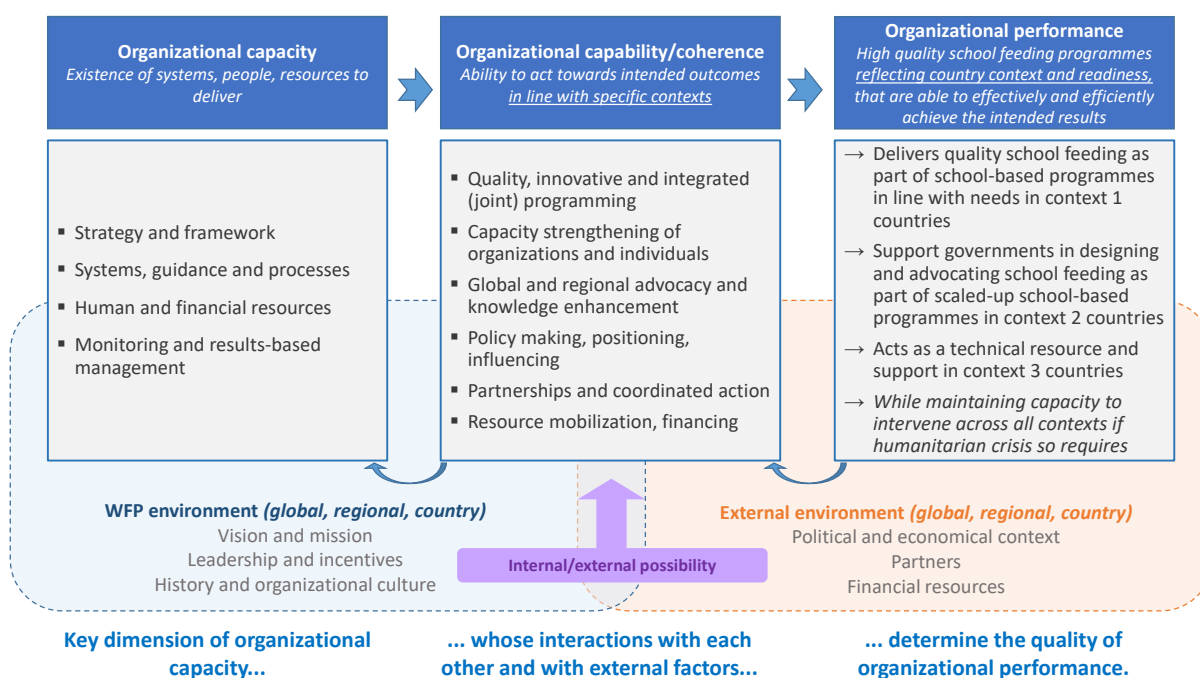 Organizational capacity
Existence of systems, people, resources to
deliver
Organizational capability/coherence
Ability to act towards intended outcomes
in line with specific contexts
Organizational performance
High quality school feeding programmes
reflecting country context and readiness,
that are able to effectively and efficiently
achieve the intended results
▪ Strategy and framework
▪ Systems, guidance and processes
▪ Human and financial resources
▪ Monitoring and results-based
management
▪ Quality, innovative and integrated
(joint) programming
▪ Capacity strengthening of
organizations and individuals
▪ Global and regional advocacy and
knowledge enhancement
▪ Policy making, positioning,
influencing
▪ Partnerships and coordinated action
▪ Resource mobilization, financing
→ Delivers quality school feeding as
part of school-based programmes
in line with needs in context 1
countries
→ Support governments in designing
and advocating school feeding as
part of scaled-up school-based
programmes in context 2 countries
→ Acts as a technical resource and
support in context 3 countries
→ While maintaining capacity to
intervene across all contexts if
humanitarian crisis so requires
WFP environment (global, regional, country)
Vision and mission
Leadership and incentives
History and organizational culture
Internal/external possibility
External environment (global, regional, country)
Political and economical context
Partners
Financial resources
Key dimension of organizational
capacity...
... whose interactions with each
other and with external factors...
... determine the quality of
organizational performance.